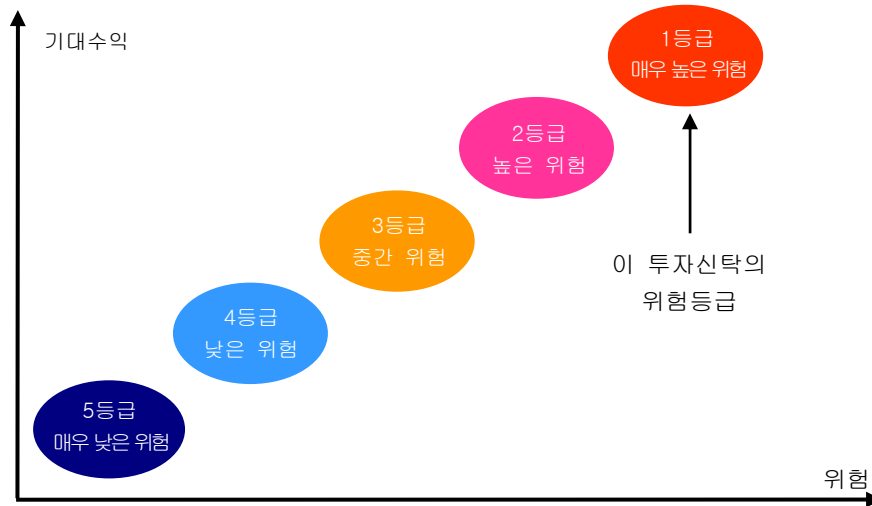 기대수익
1등급
매우 높은 위험
2등급
높은 위험
3등급
중간 위험
이 투자신탁의
위험등급
4등급
낮은 위험
5등급
매우 낮은 위험
위험